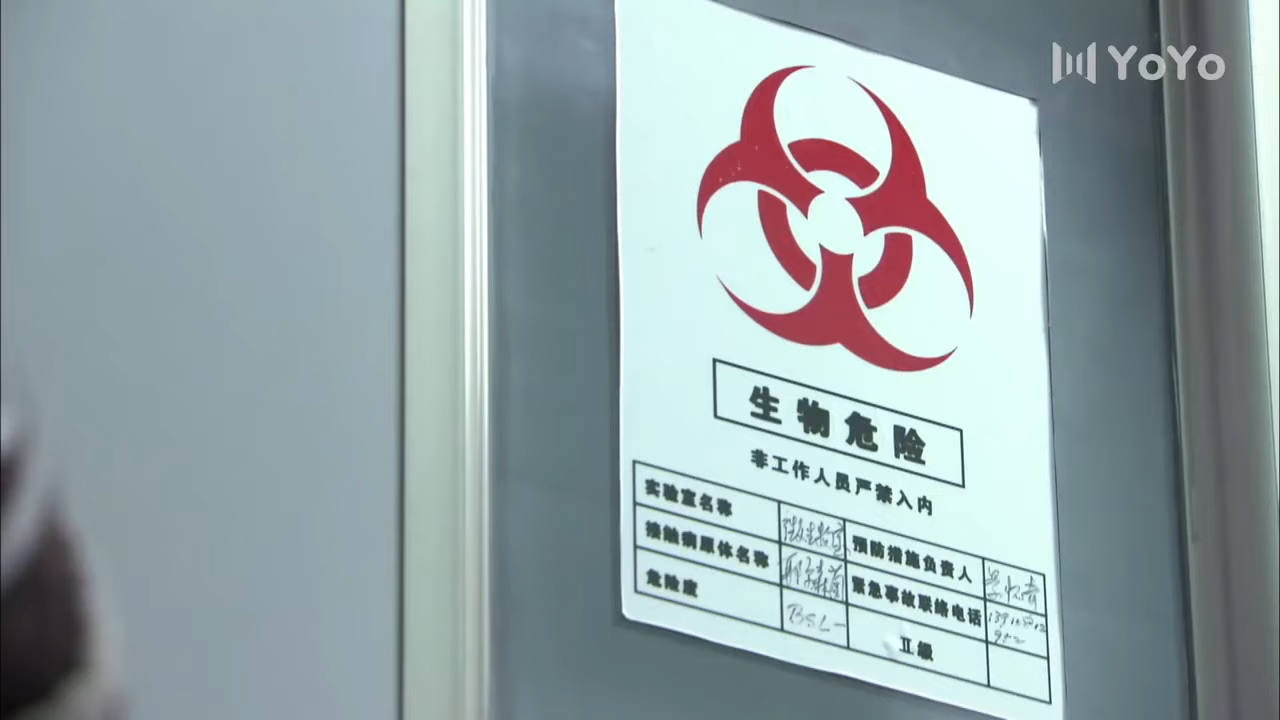 YoYo
生物危险
非工作人员严禁入内
实验室名称
预防措施负责人
接触病原体名称
紧急事故联络电话
危险度 BSL-
II级